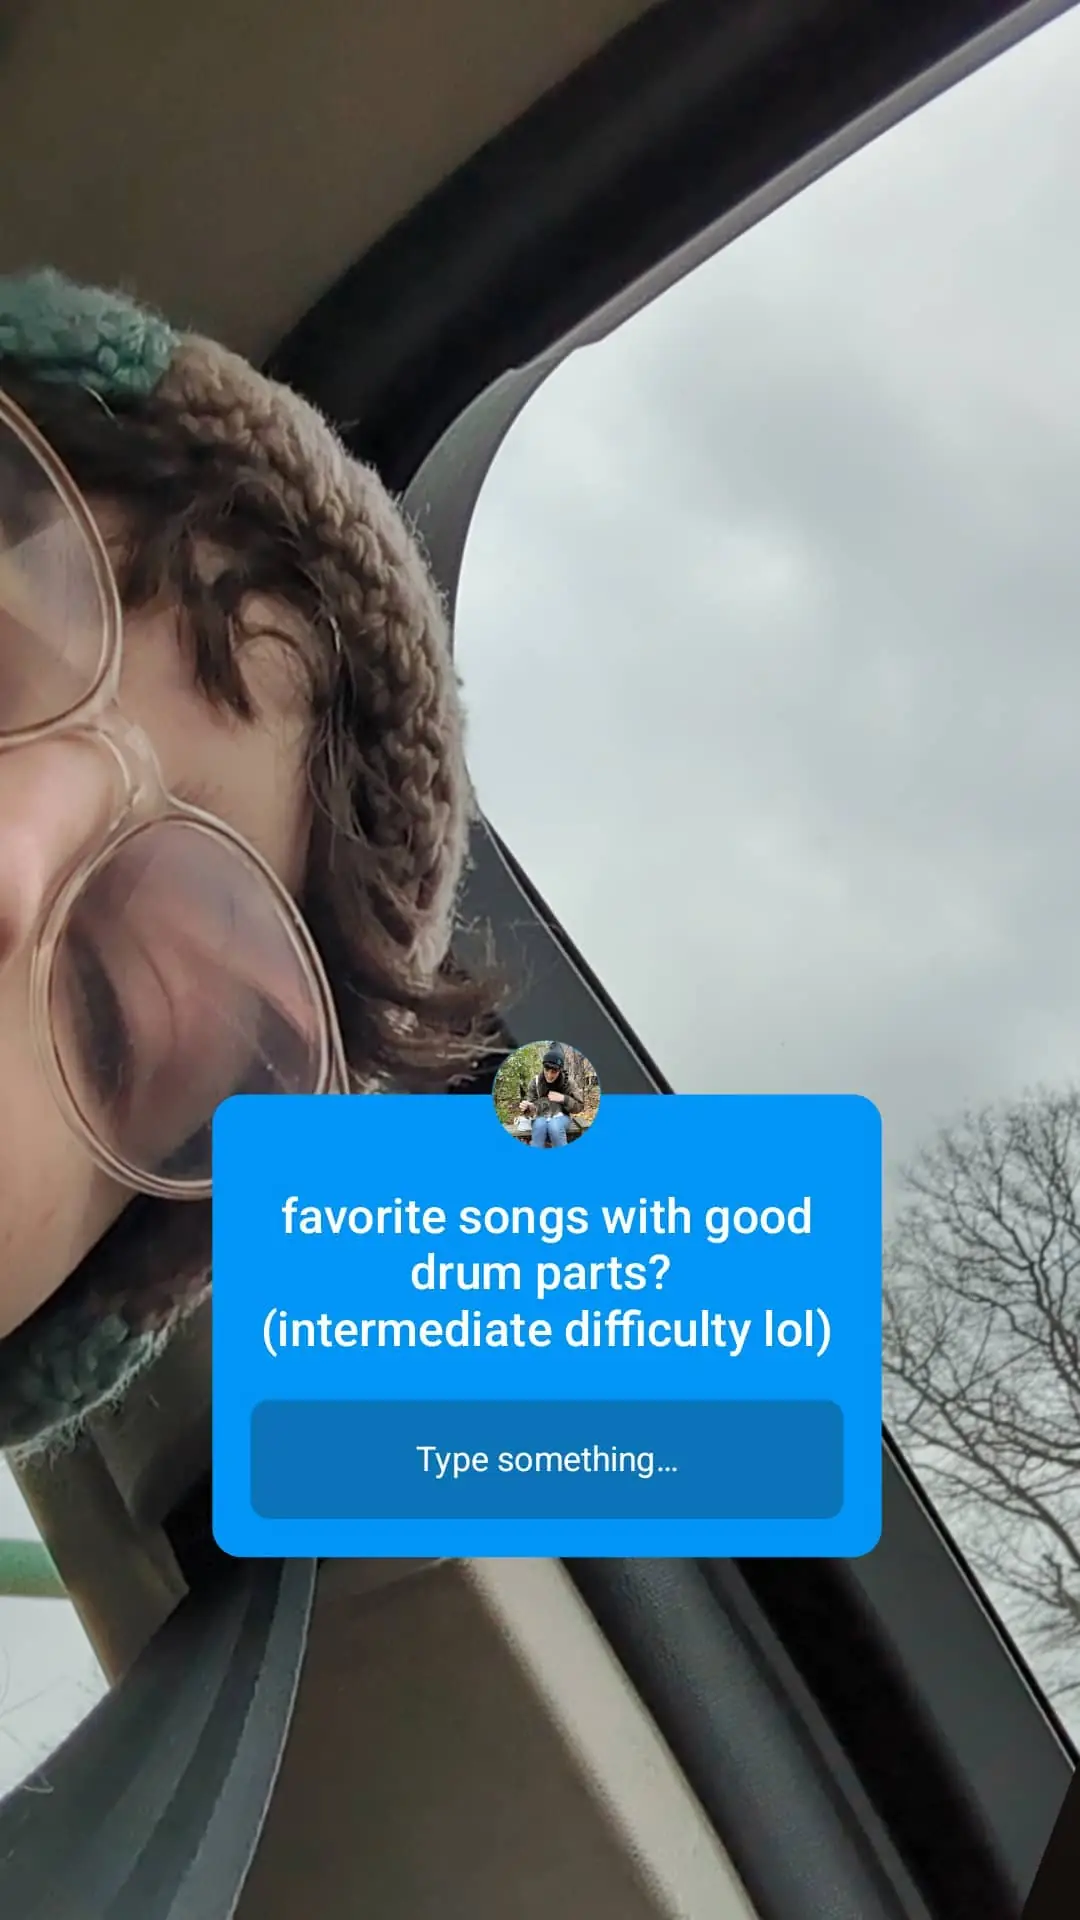 favorite songs with good
drum parts?
(intermediate difficulty lol)
Type something...